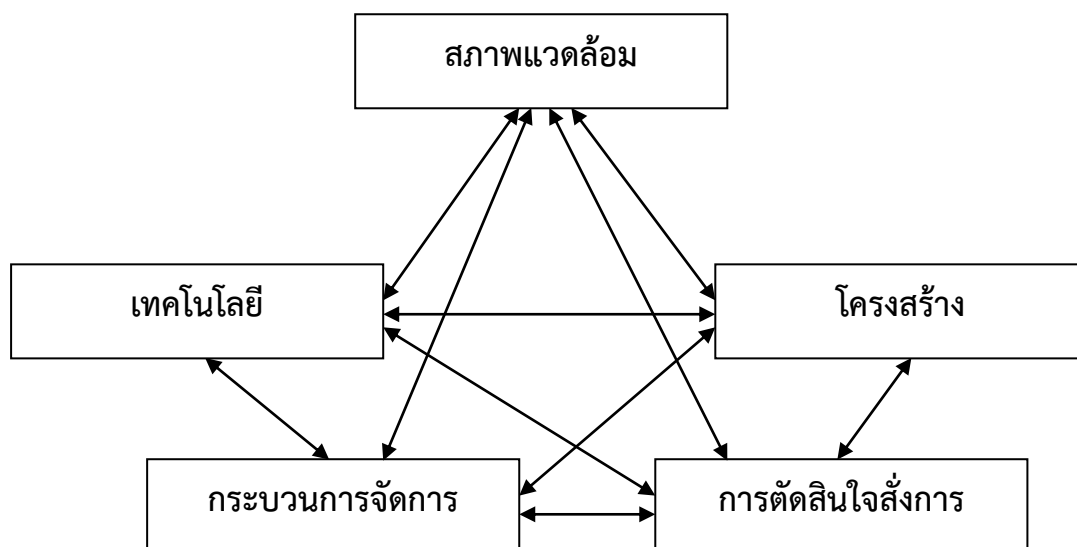 สภาพแวดล้อม
เทคโนโลยี
โครงสร้าง
กระบวนการจัดการ
การตัดสินใจสั่งการ